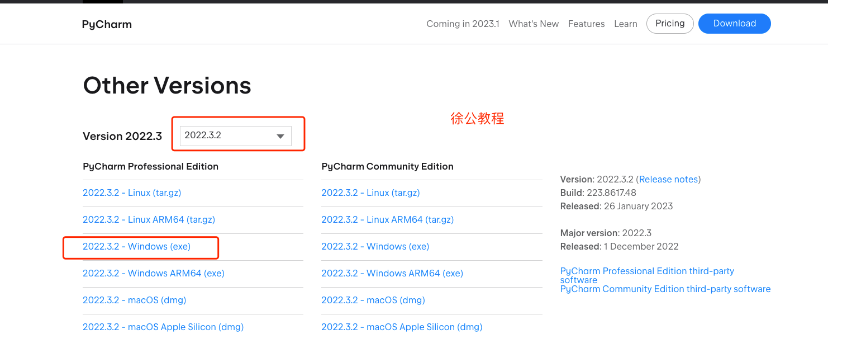 PyCharm
Coming in 2023.1 What's New Features Learn Pricing Download
Other Versions
徐公教程
Version 2022.3 2022.3.2
PyCharm Professional Edition
2022.3.2 - Linux (tar.gz)
2022.3.2 - Linux ARM64 (tar.gz)
2022.3.2 - Windows (exe)
2022.3.2 - Windows ARM64 (exe)
2022.3.2 - macOS (dmg)
2022.3.2 - macOS Apple Silicon (dmg)
PyCharm Community Edition
2022.3.2 - Linux (tar.gz)
2022.3.2 - Linux ARM64 (tar.gz)
2022.3.2 - Windows (exe)
2022.3.2 - Windows ARM64 (exe)
2022.3.2 - macOS (dmg)
2022.3.2 - macOS Apple Silicon (dmg)
Version: 2022.3.2 (Release notes)
Build: 223.8617.48
Released: 26 January 2023
Major version: 2022.3
Released: 1 December 2022
PyCharm Professional Edition third-party
software
PyCharm Community Edition third-party software